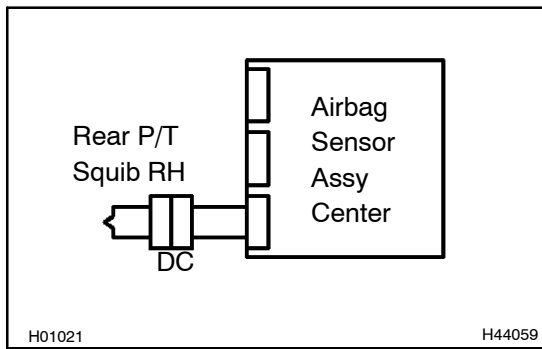 Airbag
Sensor
Assy
Center
Rear P/T
Squib RH
DC
H01021
H44059